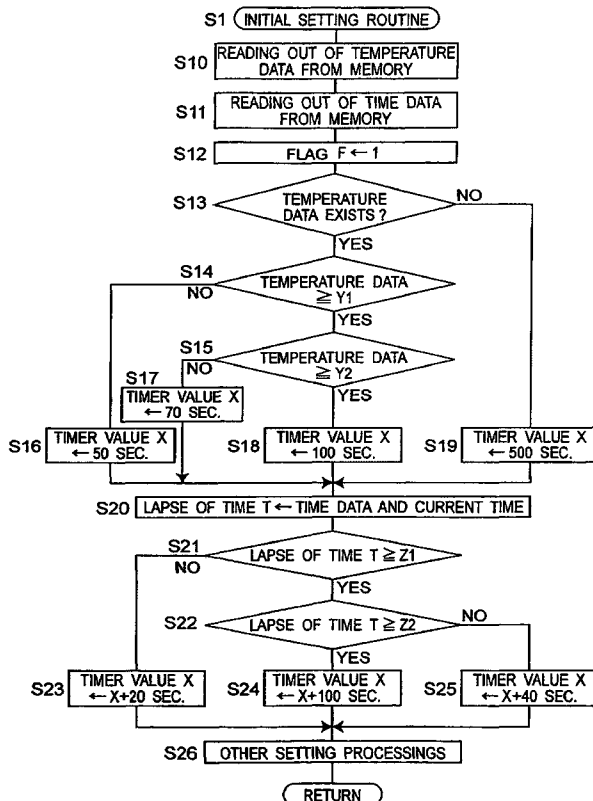 S1 INITIAL SETTING ROUTINE
S10 READING OUT OF TEMPERATURE
DATA FROM MEMORY
S11 READING OUT OF TIME DATA
FROM MEMORY
S12 FLAG F ← 1
S13 TEMPERATURE
DATA EXISTS ?
NO
YES
S14 TEMPERATURE DATA
≧ Y1
NO
YES
S15 TEMPERATURE DATA
≧ Y2
NO
YES
S17
TIMER VALUE X
← 70 SEC.
S16 TIMER VALUE X
← 50 SEC.
S18 TIMER VALUE X
← 100 SEC.
S19 TIMER VALUE X
← 500 SEC.
S20 LAPSE OF TIME T ← TIME DATA AND CURRENT TIME
S21 LAPSE OF TIME T ≧ Z1
NO
YES
S22 LAPSE OF TIME T ≧ Z2
NO
YES
S23 TIMER VALUE X
← X+20 SEC.
S24 TIMER VALUE X
← X+100 SEC.
S25 TIMER VALUE X
← X+40 SEC.
S26 OTHER SETTING PROCESSINGS
RETURN